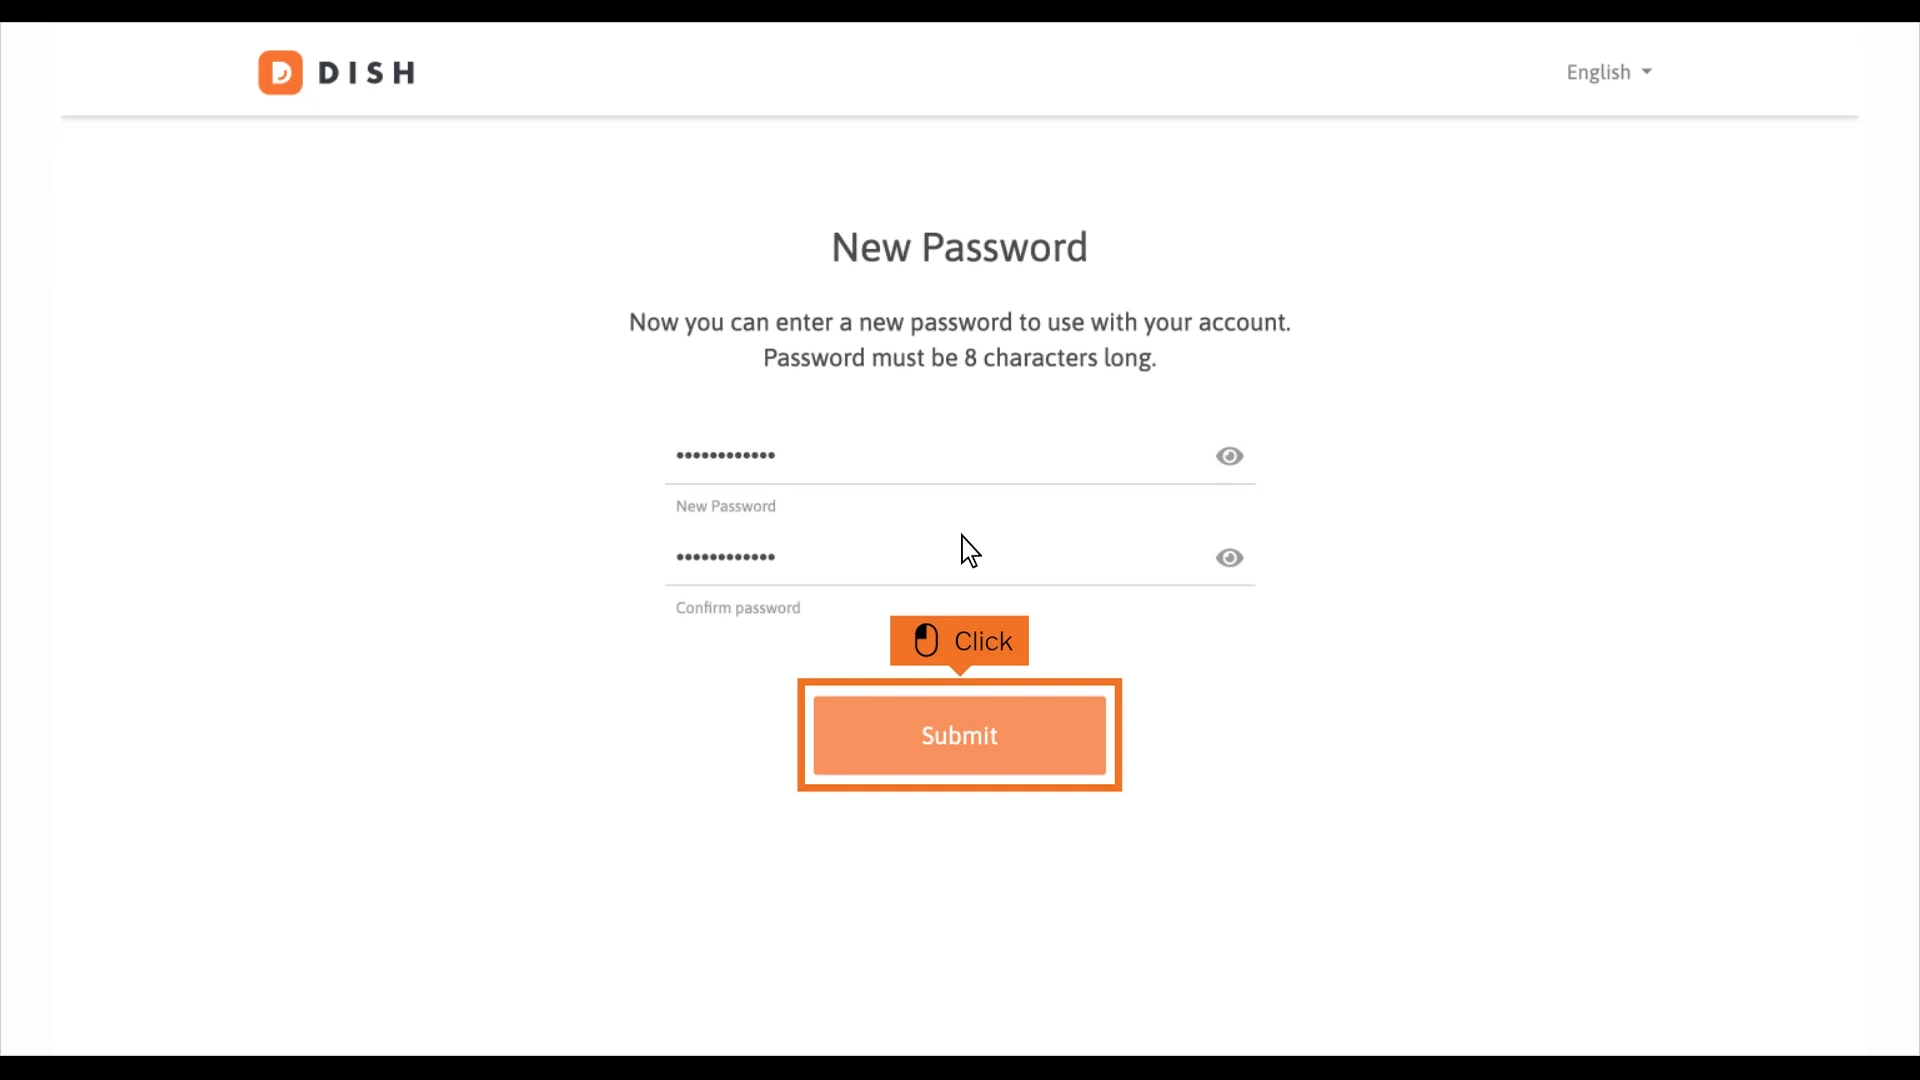 DISH
English
New Password
Now you can enter a new password to use with your account.
Password must be 8 characters long.
••••••••••••
New Password
••••••••••••
Confirm password
Click
Submit